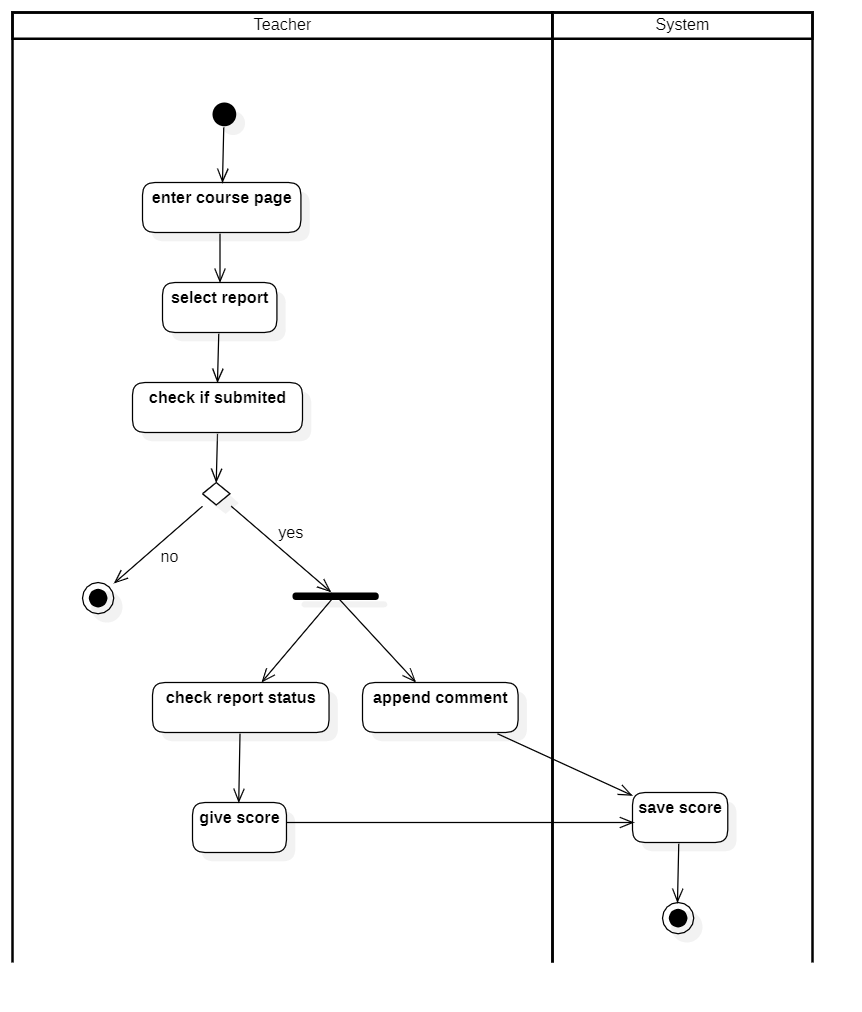 Teacher
System
enter course page
select report
check if submited
yes
no
check report status
append comment
give score
save score